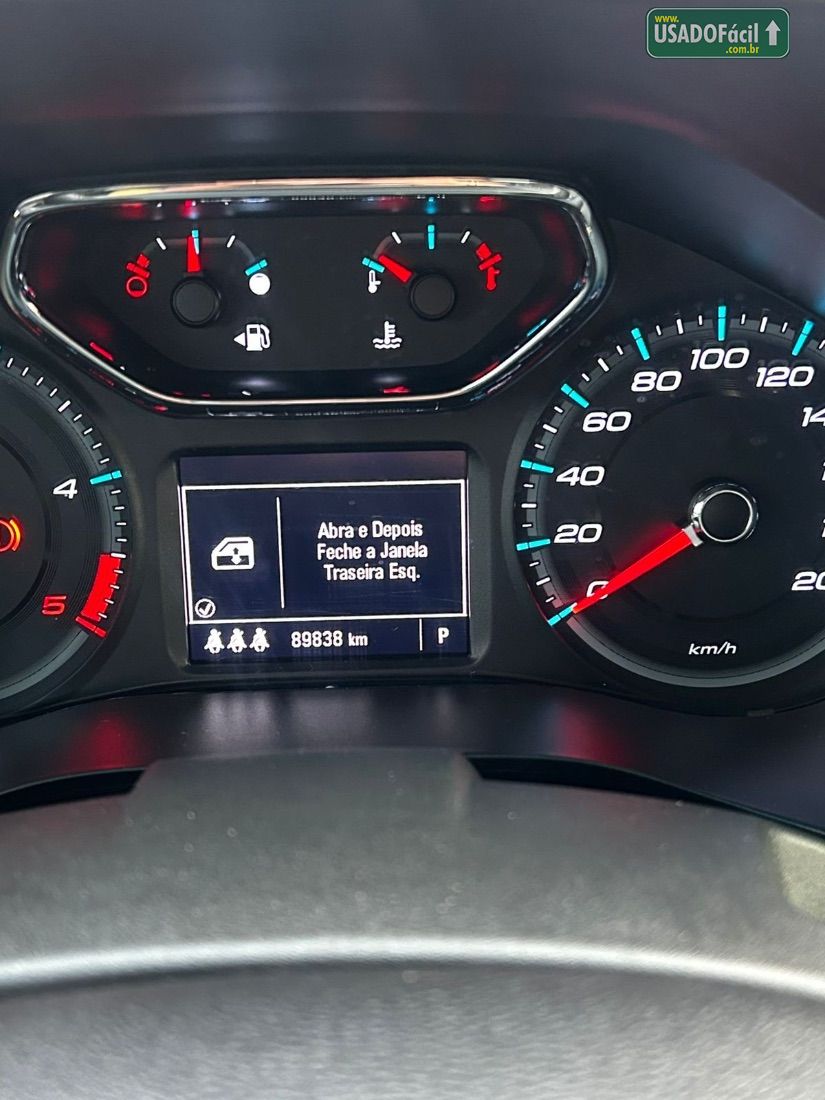 www.
USADOFácil
.com.br
4
5
Abra e Depois
Feche a Janela
Traseira Esq.
89838 km
P
0
20
40
60
80
100
120
km/h